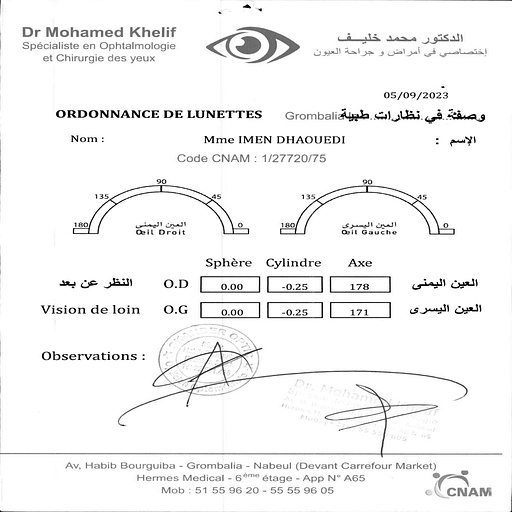 Dr Mohamed Khelif
Spécialiste en Ophtalmologie
et Chirurgie des yeux
الدكتور محمد خليف
إختصاصي في أمراض و جراحة العيون
05/09/2023
ORDONNANCE DE LUNETTES Grombalia وصفة في نظارات طبية
Nom : Mme IMEN DHAOUEDI الإسم :
Code CNAM : 1/27720/75
180 135 90 45 0
العين اليمنى
Œil Droit
180 135 90 45 0
العين اليسرى
Œil Gauche
Sphère Cylindre Axe
النظر عن بعد O.D 0.00 -0.25 178 العين اليمنى
Vision de loin O.G 0.00 -0.25 171 العين اليسرى
Observations :
Dr. Mohamed Khelif
Av, Habib Bourguiba - Grombalia - Nabeul (Devant Carrefour Market)
Hermes Medical - 6ème étage - App N° A65
Mob : 51 55 96 20 - 55 55 96 05
CNAM